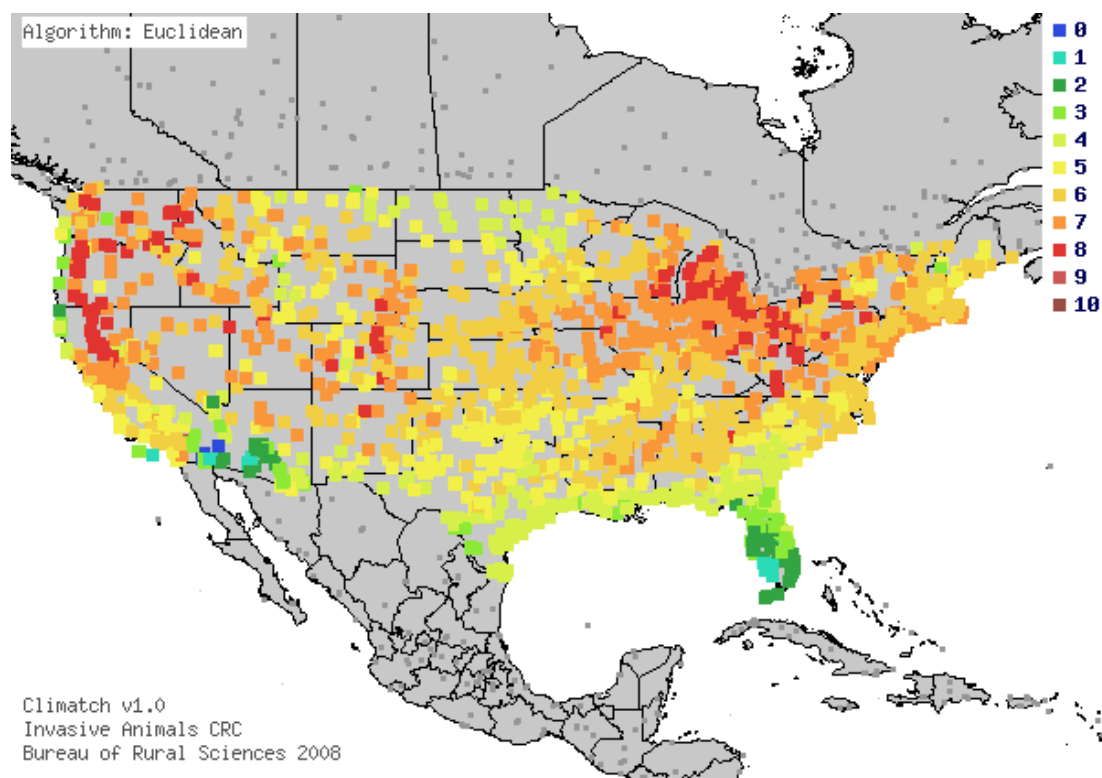 Algorithm: Euclidean
0
1
2
3
4
5
6
7
8
9
10
Climatch v1.0
Invasive Animals CRC
Bureau of Rural Sciences 2008